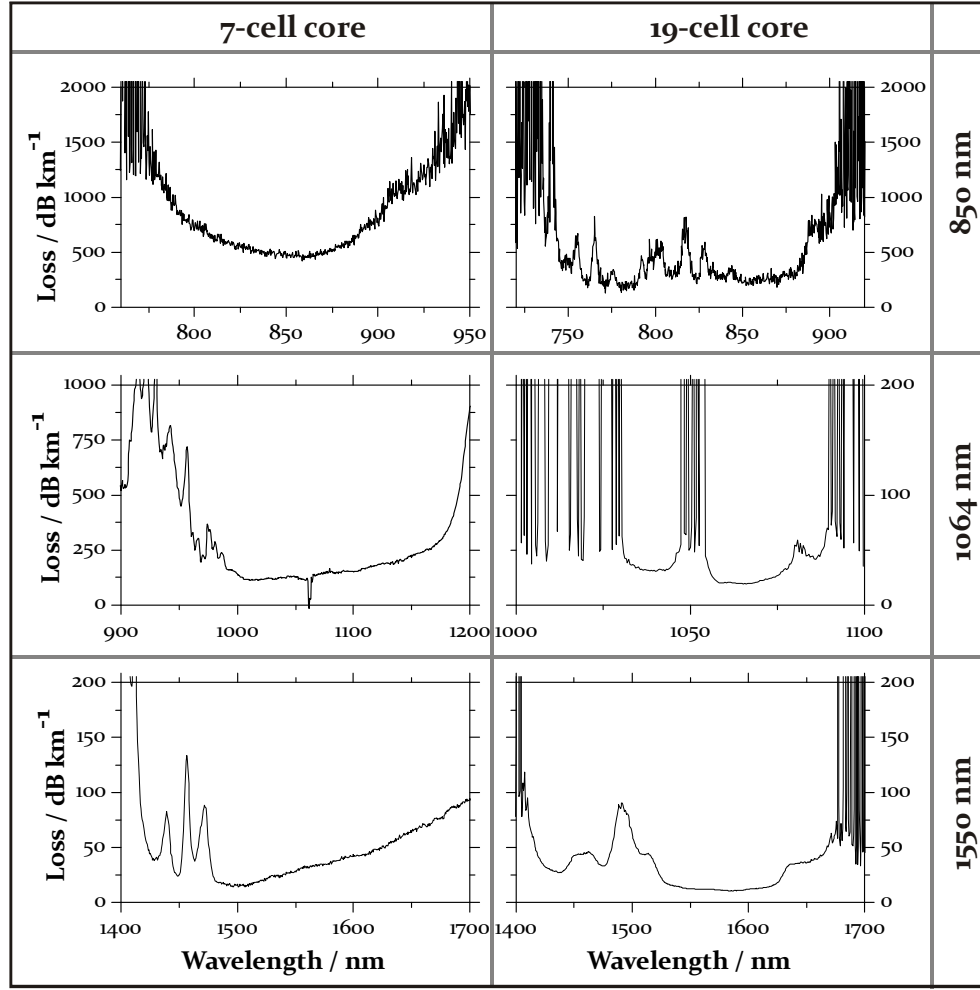 7-cell core 19-cell core
2000 2000
1500 1500
1000 1000
500 500
0 0
Loss / dB km⁻¹
800 850 900 950 750 800 850 900
850 nm
1000 200
750
500 100
250
0 0
Loss / dB km⁻¹
900 1000 1100 1200 1000 1050 1100
1064 nm
200 200
150 150
100 100
50 50
0 0
Loss / dB km⁻¹
1400 1500 1600 1700 1400 1500 1600 1700
1550 nm
Wavelength / nm Wavelength / nm